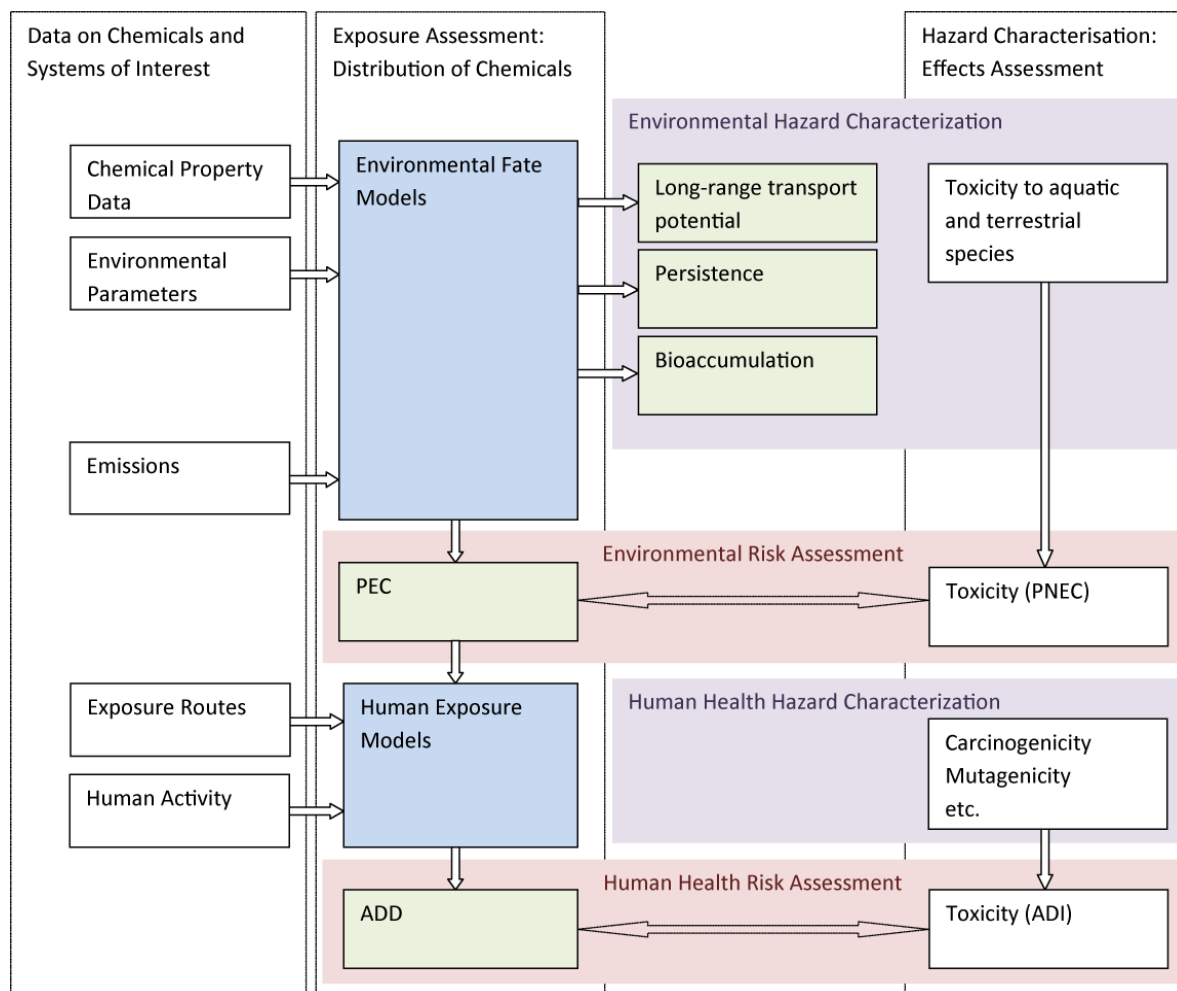 Data on Chemicals and
Systems of Interest
Exposure Assessment:
Distribution of Chemicals
Hazard Characterisation:
Effects Assessment
Environmental Hazard Characterization
Chemical Property
Data
Environmental Fate
Models
Long-range transport
potential
Toxicity to aquatic
and terrestrial
species
Environmental
Parameters
Persistence
Bioaccumulation
Emissions
Environmental Risk Assessment
PEC
Toxicity (PNEC)
Exposure Routes
Human Exposure
Models
Human Health Hazard Characterization
Carcinogenicity
Mutagenicity
etc.
Human Activity
Human Health Risk Assessment
ADD
Toxicity (ADI)